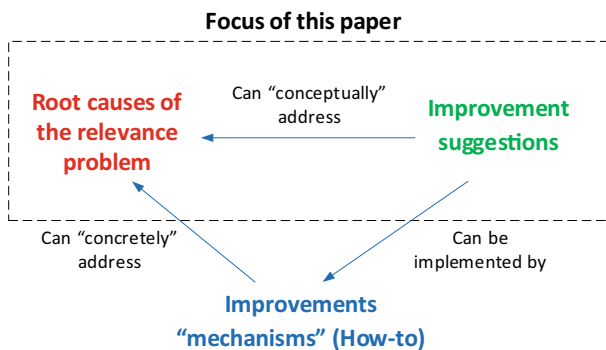 Focus of this paper
Root causes of
the relevance
problem
Can “conceptually”
address
Improvement
suggestions
Can “concretely”
address
Can be
implemented by
Improvements
“mechanisms” (How-to)